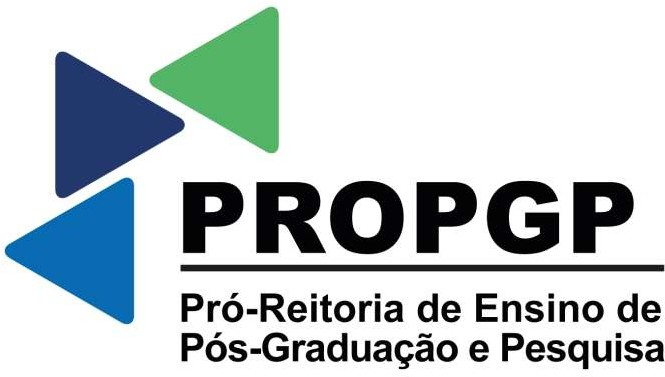 PROPGP
Pró-Reitoria de Ensino de
Pós-Graduação e Pesquisa